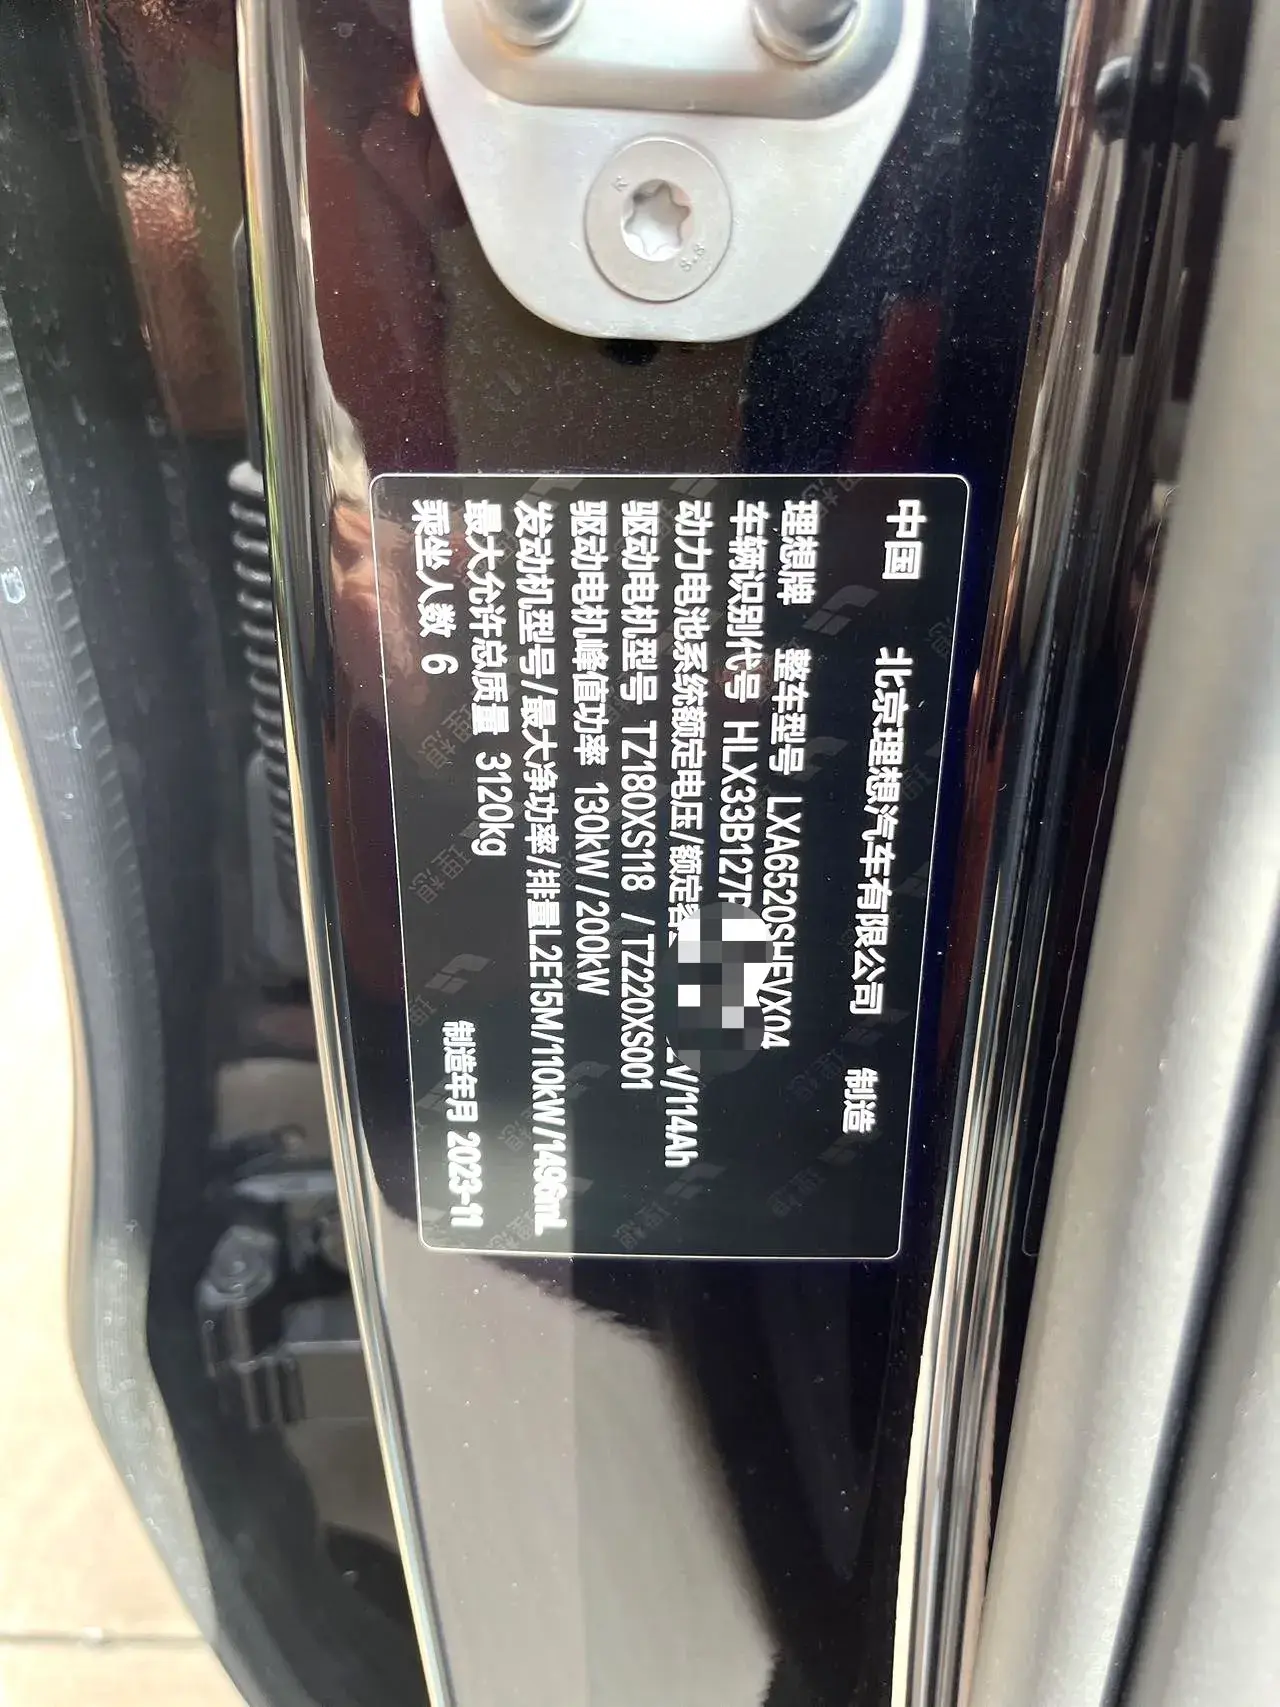 中国 北京理想汽车有限公司 制造
理想牌 整车型号 LXA6520SHEVX04
车辆识别代号 HLX33B127P
动力电池系统额定电压/额定容 V/114Ah
驱动电机型号 TZ180XS118 /TZ220XS001
驱动电机峰值功率 130kW/200kW
发动机型号/最大净功率/排量L2E15M/110kW/1496mL
最大允许总质量 3120kg
乘坐人数 6 制造年月 2023-11
8.8